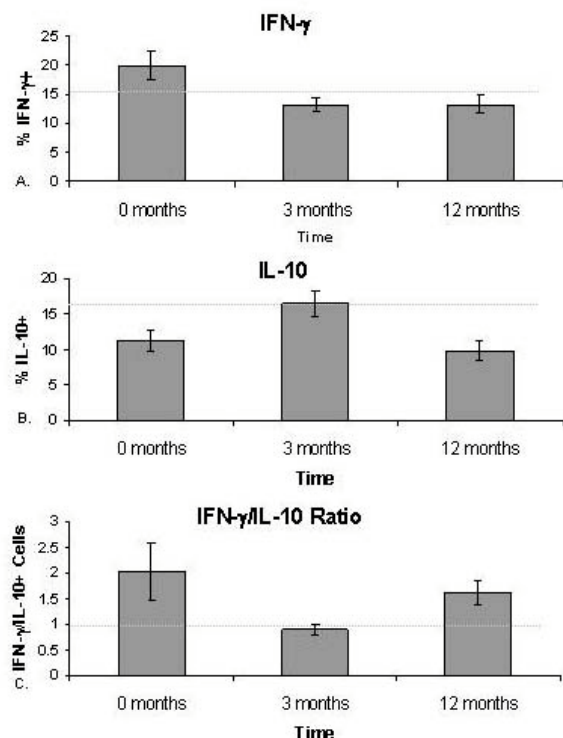 IFN-γ
25
20
15
10
5
0
% IFN-γ+
A.
0 months 3 months 12 months
Time
IL-10
20
15
10
5
0
% IL-10+
B.
0 months 3 months 12 months
Time
IFN-γ/IL-10 Ratio
3
2.5
2
1.5
1
0.5
0
IFN-γ/IL-10+ Cells
C.
0 months 3 months 12 months
Time